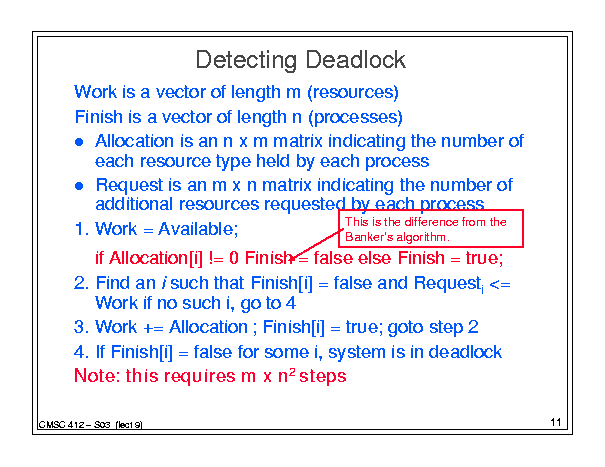 Detecting Deadlock
Work is a vector of length m (resources)
Finish is a vector of length n (processes)
● Allocation is an n x m matrix indicating the number of
each resource type held by each process
● Request is an m x n matrix indicating the number of
additional resources requested by each process
This is the difference from the
Banker's algorithm.
1. Work = Available;
if Allocation[i] != 0 Finish = false else Finish = true;
2. Find an i such that Finish[i] = false and Requestᵢ <=
Work if no such i, go to 4
3. Work += Allocation ; Finish[i] = true; goto step 2
4. If Finish[i] = false for some i, system is in deadlock
Note: this requires m x n² steps
CMSC 412 – S03 (lect 9)
11